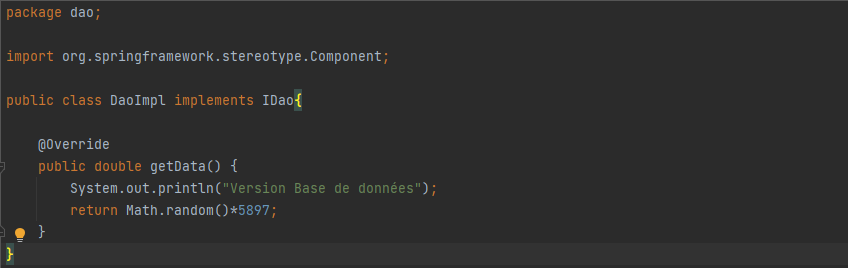 package dao;
import org.springframework.stereotype.Component;
public class DaoImpl implements IDao{
@Override
public double getData() {
System.out.println("Version Base de données");
return Math.random()*5897;
}
}